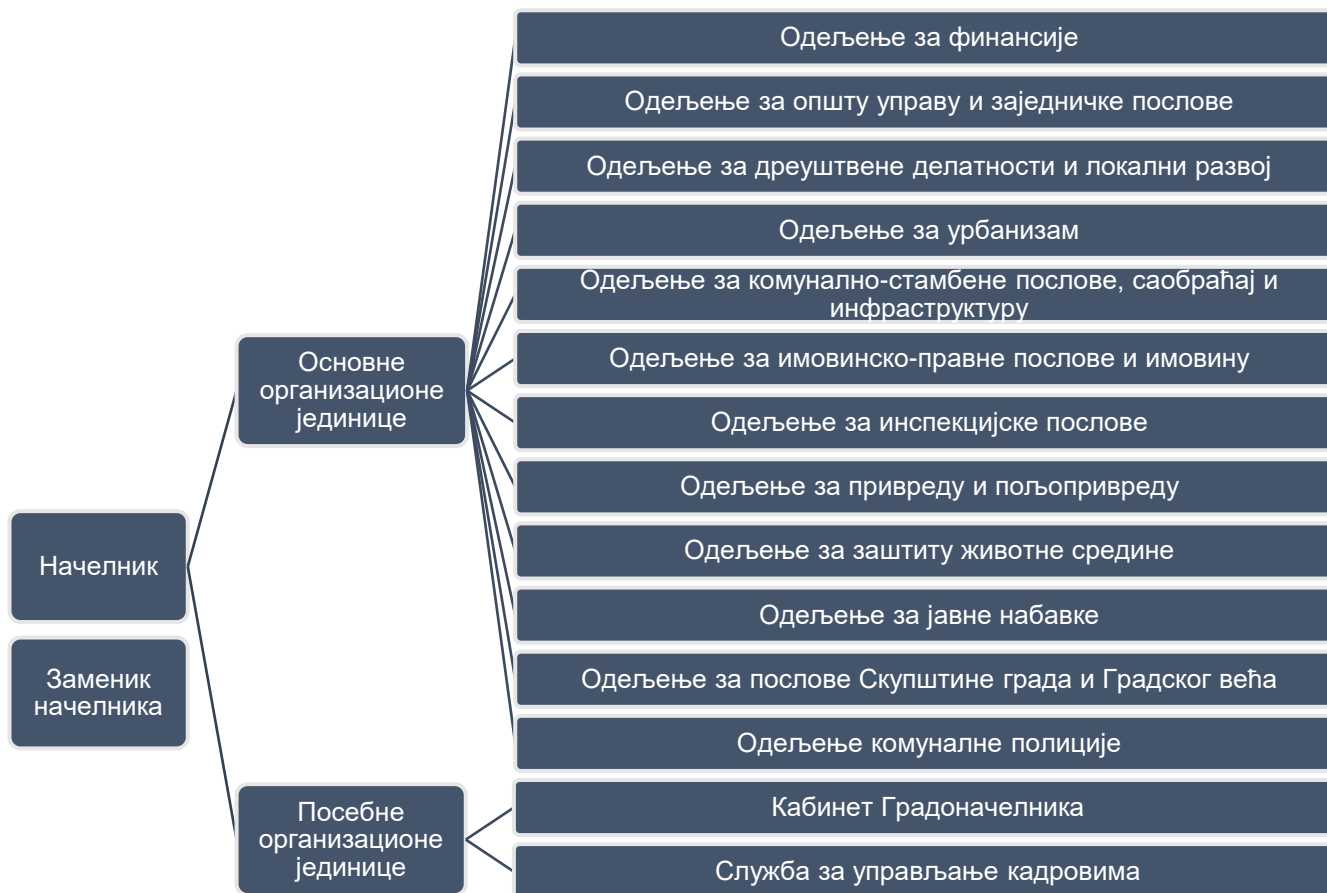 Одељење за финансије
Одељење за општу управу и заједничке послове
Одељење за дреуштвене делатности и локални развој
Одељење за урбанизам
Одељење за комунално-стамбене послове, саобраћај и
инфраструктуру
Основне
организационе
јединице
Одељење за имовинско-правне послове и имовину
Одељење за инспекцијске послове
Одељење за привреду и пољопривреду
Одељење за заштиту животне средине
Одељење за јавне набавке
Одељење за послове Скупштине града и Градског већа
Одељење комуналне полиције
Начелник
Заменик
начелника
Посебне
организационе
јединице
Кабинет Градоначелника
Служба за управљање кадровима